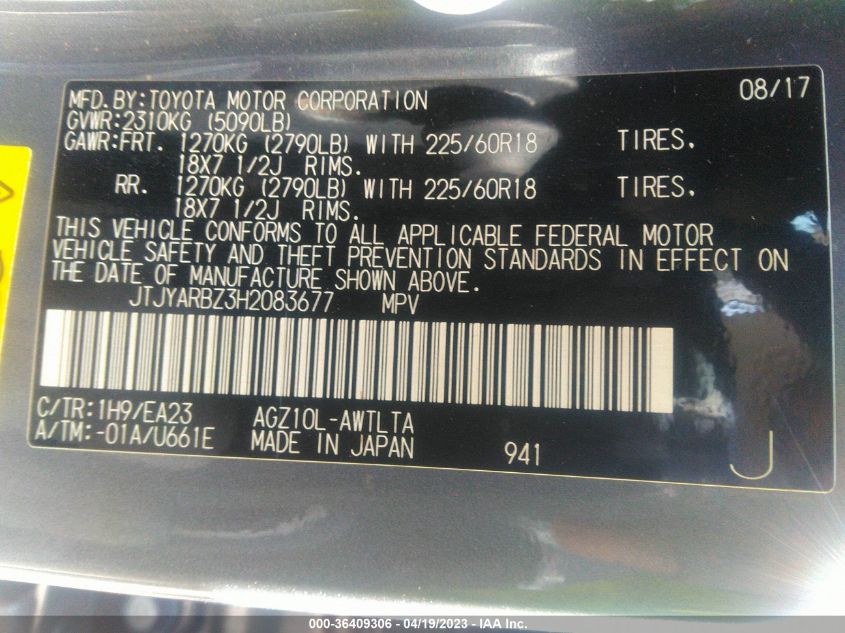 MFD.BY:TOYOTA MOTOR CORPORATION 08/17
GVWR:2310KG (5090LB)
GAWR:FRT. 1270KG (2790LB) WITH 225/60R18 TIRES.
18X7 1/2J RIMS.
RR. 1270KG (2790LB) WITH 225/60R18 TIRES.
18X7 1/2J RIMS.
THIS VEHICLE CONFORMS TO ALL APPLICABLE FEDERAL MOTOR
VEHICLE SAFETY AND THEFT PREVENTION STANDARDS IN EFFECT ON
THE DATE OF MANUFACTURE SHOWN ABOVE.
JTJYARBZ3H2083677 MPV
C/TR:1H9/EA23 AGZ10L-AWTLTA
A/TM:-01A/U661E MADE IN JAPAN 941
J
000-36409306 - 04/19/2023 - IAA Inc.